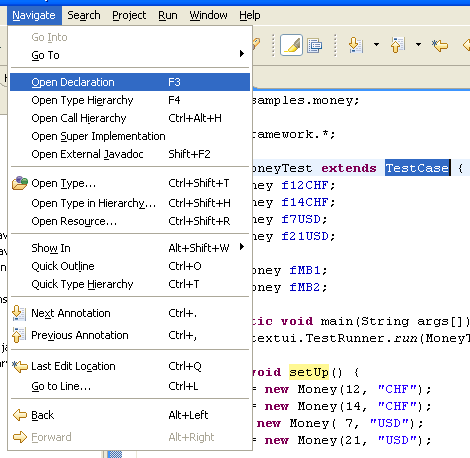 Navigate Search Project Run Window Help
Go Into
Go To
Open Declaration F3
Open Type Hierarchy F4
Open Call Hierarchy Ctrl+Alt+H
Open Super Implementation
Open External Javadoc Shift+F2
Open Type... Ctrl+Shift+T
Open Type in Hierarchy... Ctrl+Shift+H
Open Resource... Ctrl+Shift+R
Show In Alt+Shift+W
Quick Outline Ctrl+O
Quick Type Hierarchy Ctrl+T
Next Annotation Ctrl+.
Previous Annotation Ctrl+,
Last Edit Location Ctrl+Q
Go to Line... Ctrl+L
Back Alt+Left
Forward Alt+Right
samples.money;
ramework.*;
oneyTest extends TestCase {
ney f12CHF;
ney f14CHF;
ney f7USD;
ney f21USD;
oney fMB1;
oney fMB2;
tic void main(String args[])
textui.TestRunner.run(MoneyT
void setUp() {
= new Money(12, "CHF");
= new Money(14, "CHF");
new Money( 7, "USD");
= new Money(21, "USD");